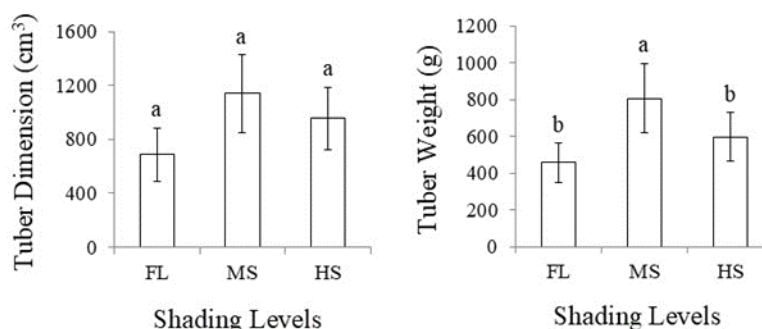 Tuber Dimension (cm³)
1600
1200
800
400
0
a
a
a
FL MS HS
Shading Levels
Tuber Weight (g)
1200
1000
800
600
400
200
0
b
a
b
FL MS HS
Shading Levels